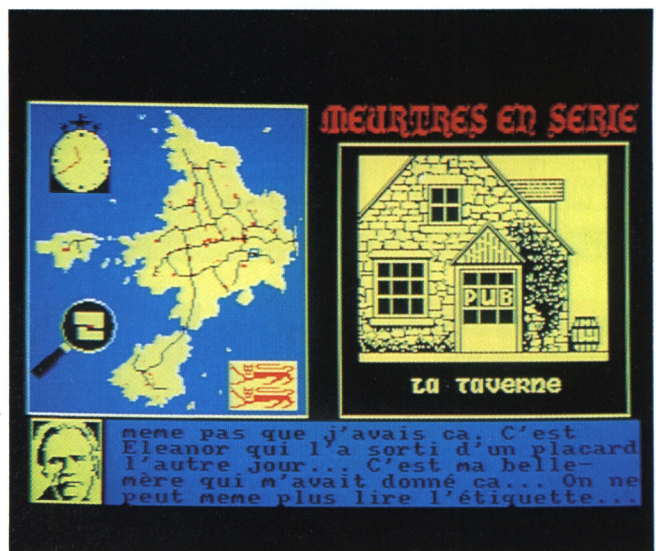 MEURTRES EN SERIE
PUB
LA TAVERNE
meme pas que j'avais ca. C'est
Eleanor qui l'a sorti d'un placard
l'autre jour... C'est ma belle-
mère qui m'avait donné ca... On ne
peut meme plus lire l'étiquette...